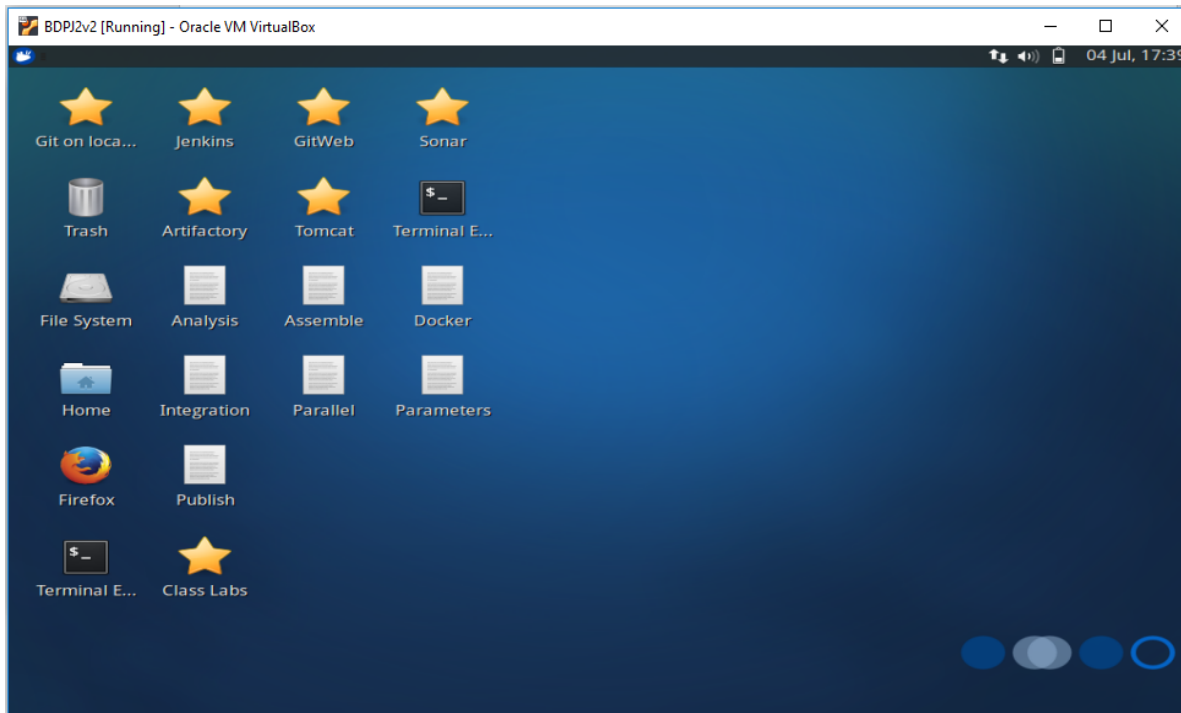 BDPJ2v2 [Running] - Oracle VM VirtualBox
04 Jul, 17:39
Git on loca... Jenkins GitWeb Sonar
$_
Trash Artifactory Tomcat Terminal E...
File System Analysis Assemble Docker
Home Integration Parallel Parameters
Firefox Publish
$_
Terminal E... Class Labs